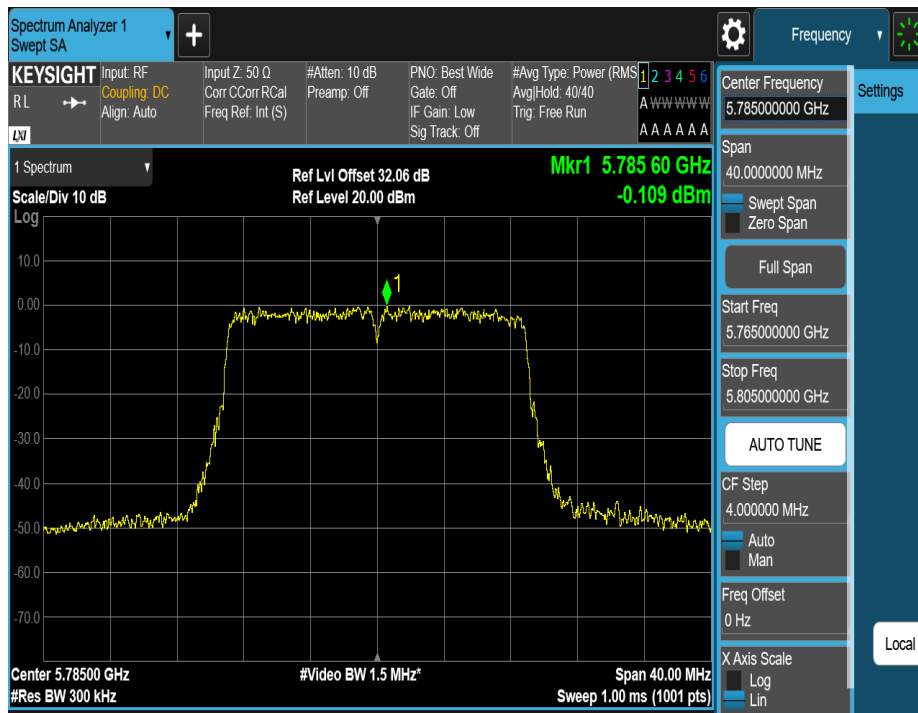 Spectrum Analyzer 1
Swept SA
+
Frequency
KEYSIGHT
R L
LXI
Input: RF
Coupling: DC
Align: Auto
Input Z: 50 Ω
Corr CCorr RCal
Freq Ref: Int (S)
#Atten: 10 dB
Preamp: Off
PNO: Best Wide
Gate: Off
IF Gain: Low
Sig Track: Off
#Avg Type: Power (RMS
Avg|Hold: 40/40
Trig: Free Run
1 2 3 4 5 6
A W W W W W
A A A A A A
1 Spectrum
Scale/Div 10 dB
Log
Ref Lvl Offset 32.06 dB
Ref Level 20.00 dBm
Mkr1 5.785 60 GHz
-0.109 dBm
1
10.0
0.00
-10.0
-20.0
-30.0
-40.0
-50.0
-60.0
-70.0
Center 5.78500 GHz
#Res BW 300 kHz
#Video BW 1.5 MHz*
Span 40.00 MHz
Sweep 1.00 ms (1001 pts)
Center Frequency
5.785000000 GHz
Span
40.0000000 MHz
Swept Span
Zero Span
Full Span
Start Freq
5.765000000 GHz
Stop Freq
5.805000000 GHz
AUTO TUNE
CF Step
4.000000 MHz
Auto
Man
Freq Offset
0 Hz
X Axis Scale
Log
Lin
Settings
Local